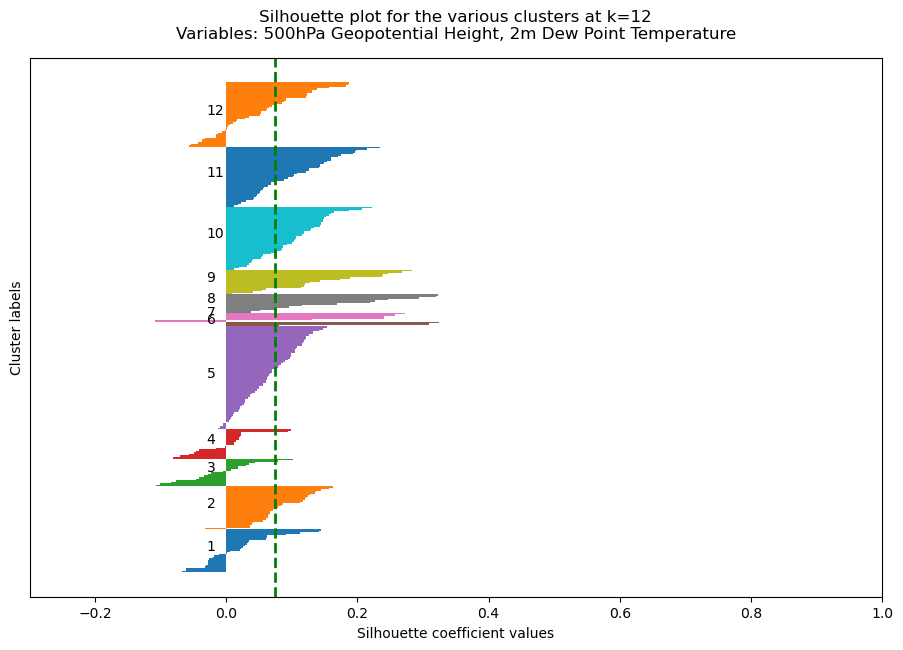 Silhouette plot for the various clusters at k=12
Variables: 500hPa Geopotential Height, 2m Dew Point Temperature
Cluster labels
12
11
10
9
8
7
6
5
4
3
2
1
−0.2 0.0 0.2 0.4 0.6 0.8 1.0
Silhouette coefficient values